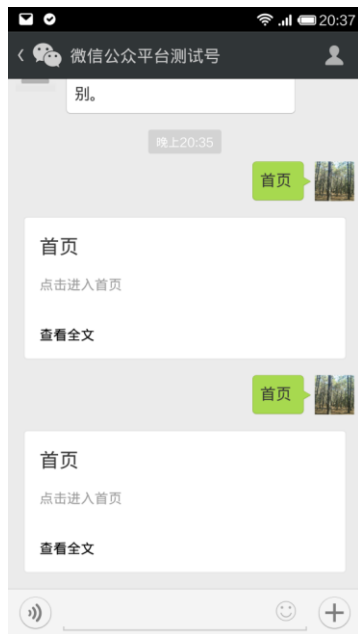 20:37
微信公众平台测试号
别。
晚上20:35
首页
首页
点击进入首页
查看全文
首页
首页
点击进入首页
查看全文